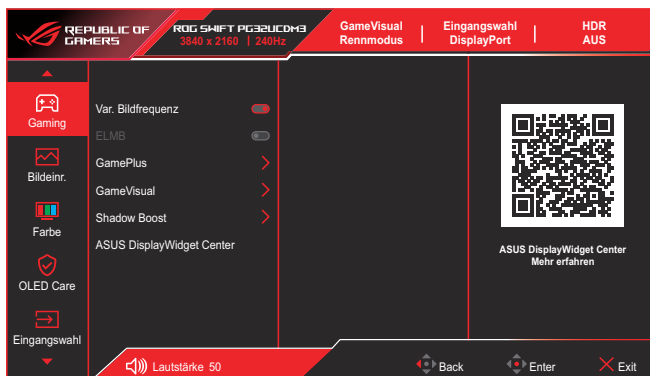 REPUBLIC OF
GAMERS
ROG SWIFT PG32UCDM3
3840 x 2160 | 240Hz
GameVisual
Rennmodus
Eingangswahl
DisplayPort
HDR
AUS
Gaming
Bildeinr.
Farbe
OLED Care
Eingangswahl
Var. Bildfrequenz
ELMB
GamePlus
GameVisual
Shadow Boost
ASUS DisplayWidget Center
ASUS DisplayWidget Center
Mehr erfahren
Lautstärke 50
Back
Enter
Exit